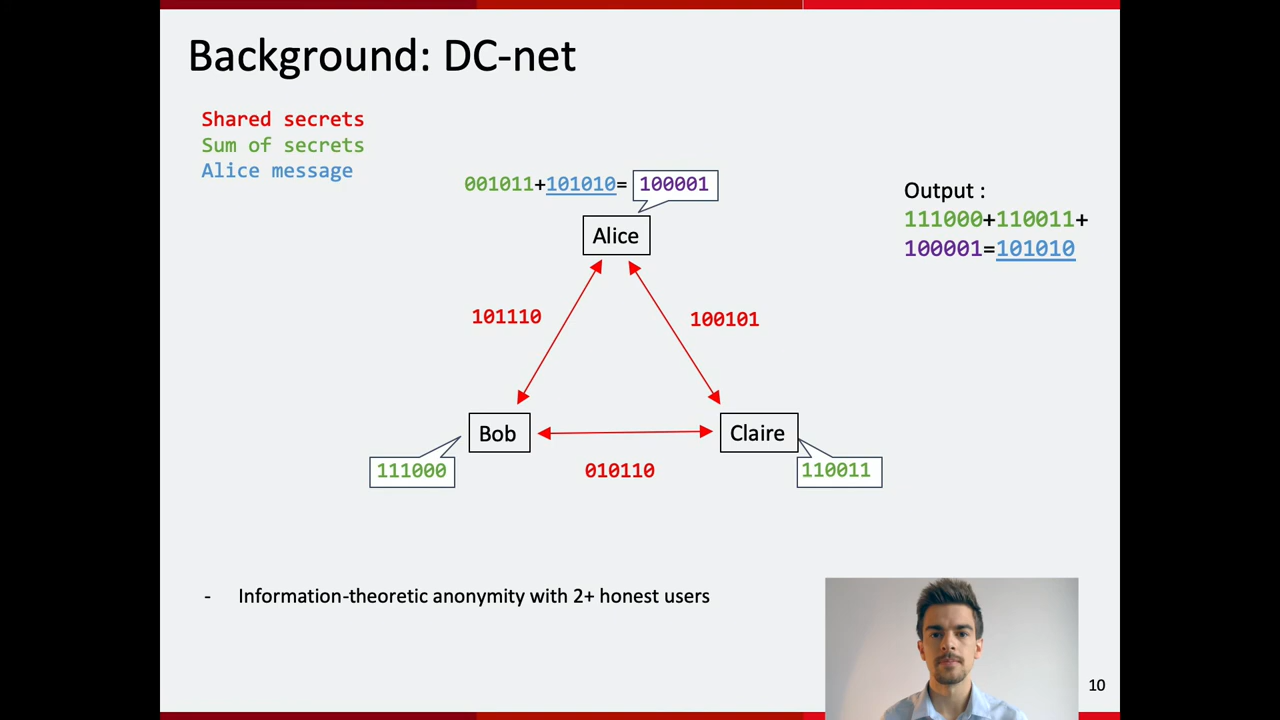 Background: DC-net
Shared secrets
Sum of secrets
Alice message
001011+101010= 100001
Alice
Output :
111000+110011+
100001=101010
101110
100101
Bob
Claire
111000
010110
110011
- Information-theoretic anonymity with 2+ honest users
10